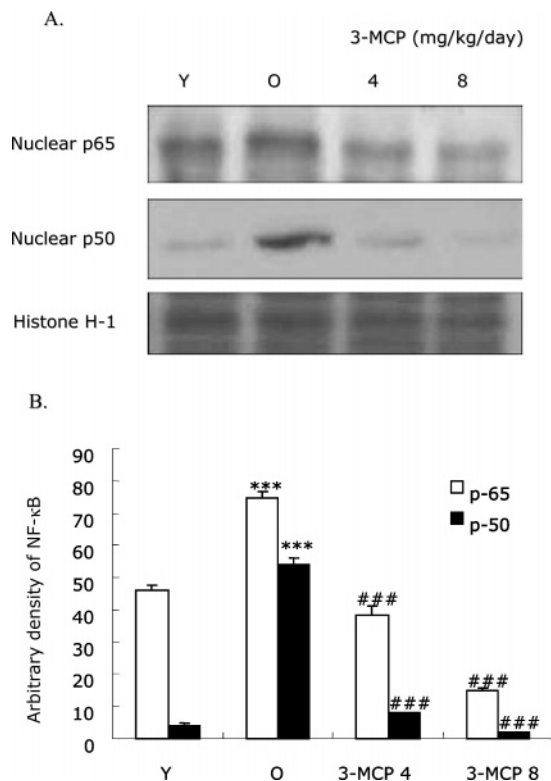 A.
3-MCP (mg/kg/day)
Y O 4 8
Nuclear p65
Nuclear p50
Histone H-1
B.
Arbitrary density of NF-κB
90
80
70
60
50
40
30
20
10
0
***
***
###
###
###
###
p-65
p-50
Y O 3-MCP 4 3-MCP 8